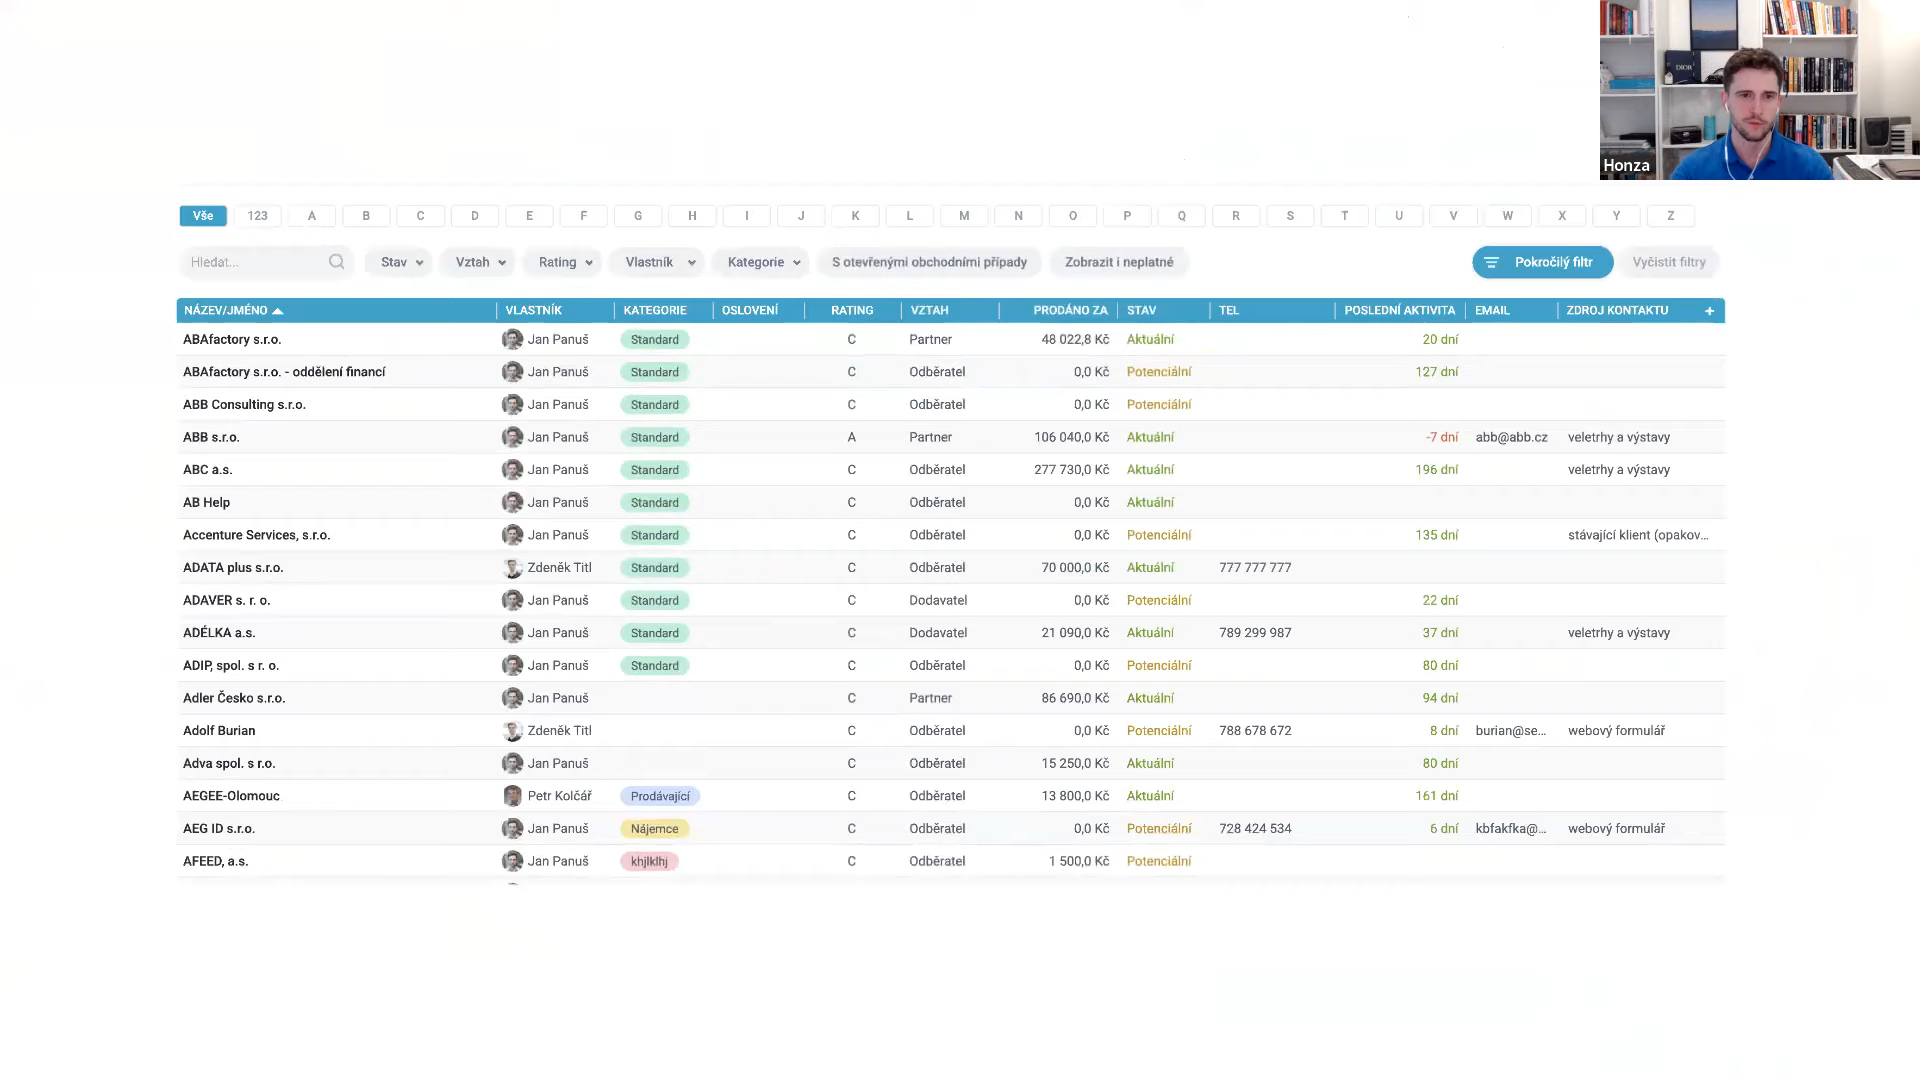 DIOR
Honza
Vše 123 A B C D E F G H I J K L M N O P Q R S T U V W X Y Z
Hledat... Stav Vztah Rating Vlastník Kategorie S otevřenými obchodními případy Zobrazit i neplatné Pokročilý filtr Vyčistit filtry
NÁZEV/JMÉNO VLASTNÍK KATEGORIE OSLOVENÍ RATING VZTAH PRODÁNO ZA STAV TEL POSLEDNÍ AKTIVITA EMAIL ZDROJ KONTAKTU +
ABAfactory s.r.o. Jan Panuš Standard C Partner 48 022,8 Kč Aktuální 20 dní
ABAfactory s.r.o. - oddělení financí Jan Panuš Standard C Odběratel 0,0 Kč Potenciální 127 dní
ABB Consulting s.r.o. Jan Panuš Standard C Odběratel 0,0 Kč Potenciální
ABB s.r.o. Jan Panuš Standard A Partner 106 040,0 Kč Aktuální -7 dní abb@abb.cz veletrhy a výstavy
ABC a.s. Jan Panuš Standard C Odběratel 277 730,0 Kč Aktuální 196 dní veletrhy a výstavy
AB Help Jan Panuš Standard C Odběratel 0,0 Kč Aktuální
Accenture Services, s.r.o. Jan Panuš Standard C Odběratel 0,0 Kč Potenciální 135 dní stávající klient (opakov...
ADATA plus s.r.o. Zdeněk Titl Standard C Odběratel 70 000,0 Kč Aktuální 777 777 777
ADAVER s. r. o. Jan Panuš Standard C Dodavatel 0,0 Kč Potenciální 22 dní
ADÉLKA a.s. Jan Panuš Standard C Dodavatel 21 090,0 Kč Aktuální 789 299 987 37 dní veletrhy a výstavy
ADIP, spol. s r. o. Jan Panuš Standard C Odběratel 0,0 Kč Potenciální 80 dní
Adler Česko s.r.o. Jan Panuš C Partner 86 690,0 Kč Aktuální 94 dní
Adolf Burian Zdeněk Titl C Odběratel 0,0 Kč Potenciální 788 678 672 8 dní burian@se... webový formulář
Adva spol. s r.o. Jan Panuš C Odběratel 15 250,0 Kč Aktuální 80 dní
AEGEE-Olomouc Petr Kolčář Prodávající C Odběratel 13 800,0 Kč Aktuální 161 dní
AEG ID s.r.o. Jan Panuš Nájemce C Odběratel 0,0 Kč Potenciální 728 424 534 6 dní kbfakfka@... webový formulář
AFEED, a.s. Jan Panuš khjlklhj C Odběratel 1 500,0 Kč Potenciální